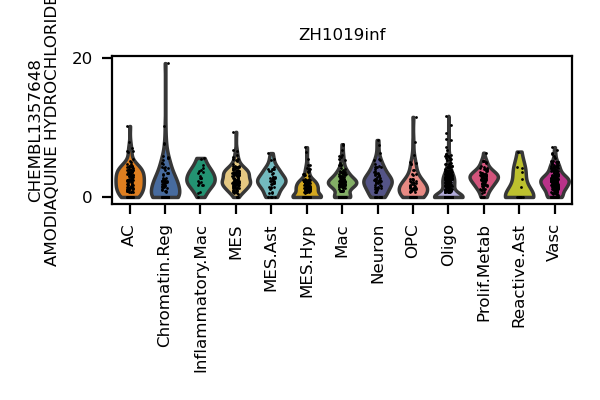 ZH1019inf
CHEMBL1357648
AMODIAQUINE HYDROCHLORIDE
20
0
AC
Chromatin.Reg
Inflammatory.Mac
MES
MES.Ast
MES.Hyp
Mac
Neuron
OPC
Oligo
Prolif.Metab
Reactive.Ast
Vasc